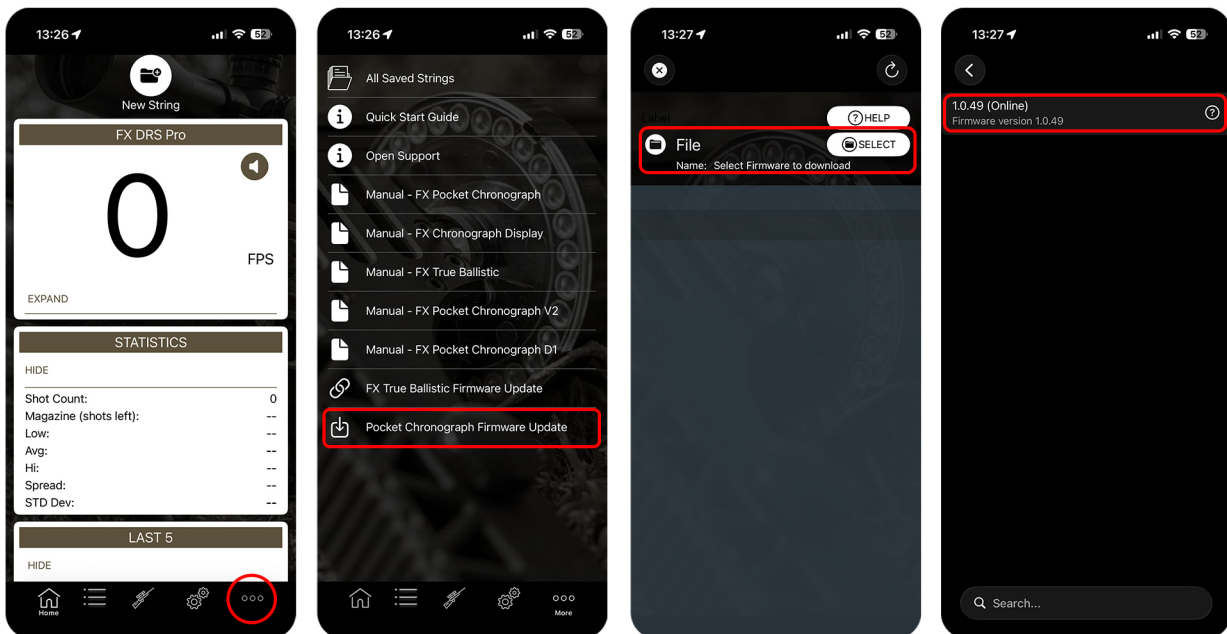 13:26
52
New String
FX DRS Pro
0
FPS
EXPAND
STATISTICS
HIDE
Shot Count: 0
Magazine (shots left): --
Low: --
Avg: --
Hi: --
Spread: --
STD Dev: --
LAST 5
HIDE
Home
13:26
52
All Saved Strings
Quick Start Guide
Open Support
Manual - FX Pocket Chronograph
Manual - FX Chronograph Display
Manual - FX True Ballistic
Manual - FX Pocket Chronograph V2
Manual - FX Pocket Chronograph D1
FX True Ballistic Firmware Update
Pocket Chronograph Firmware Update
More
13:27
52
Label
? HELP
File
SELECT
Name: Select Firmware to download
13:27
52
1.0.49 (Online)
Firmware version 1.0.49
?
Search...